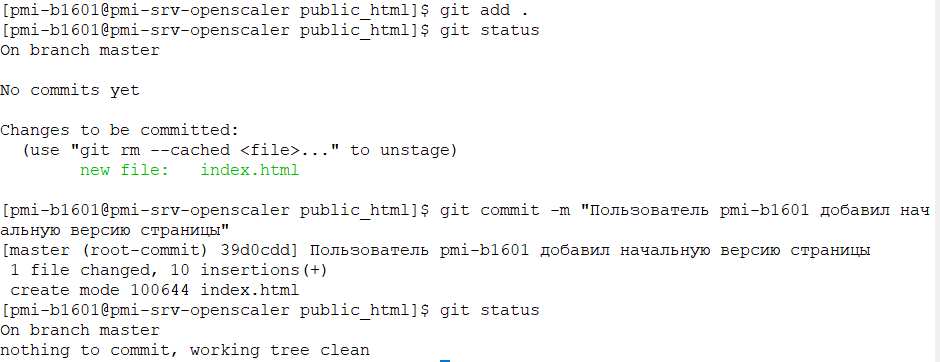 [pmi-b1601@pmi-srv-openscaler public_html]$ git add .
[pmi-b1601@pmi-srv-openscaler public_html]$ git status
On branch master
No commits yet
Changes to be committed:
  (use "git rm --cached <file>..." to unstage)
        new file:   index.html
[pmi-b1601@pmi-srv-openscaler public_html]$ git commit -m "Пользователь pmi-b1601 добавил нач
альную версию страницы"
[master (root-commit) 39d0cdd] Пользователь pmi-b1601 добавил начальную версию страницы
 1 file changed, 10 insertions(+)
 create mode 100644 index.html
[pmi-b1601@pmi-srv-openscaler public_html]$ git status
On branch master
nothing to commit, working tree clean